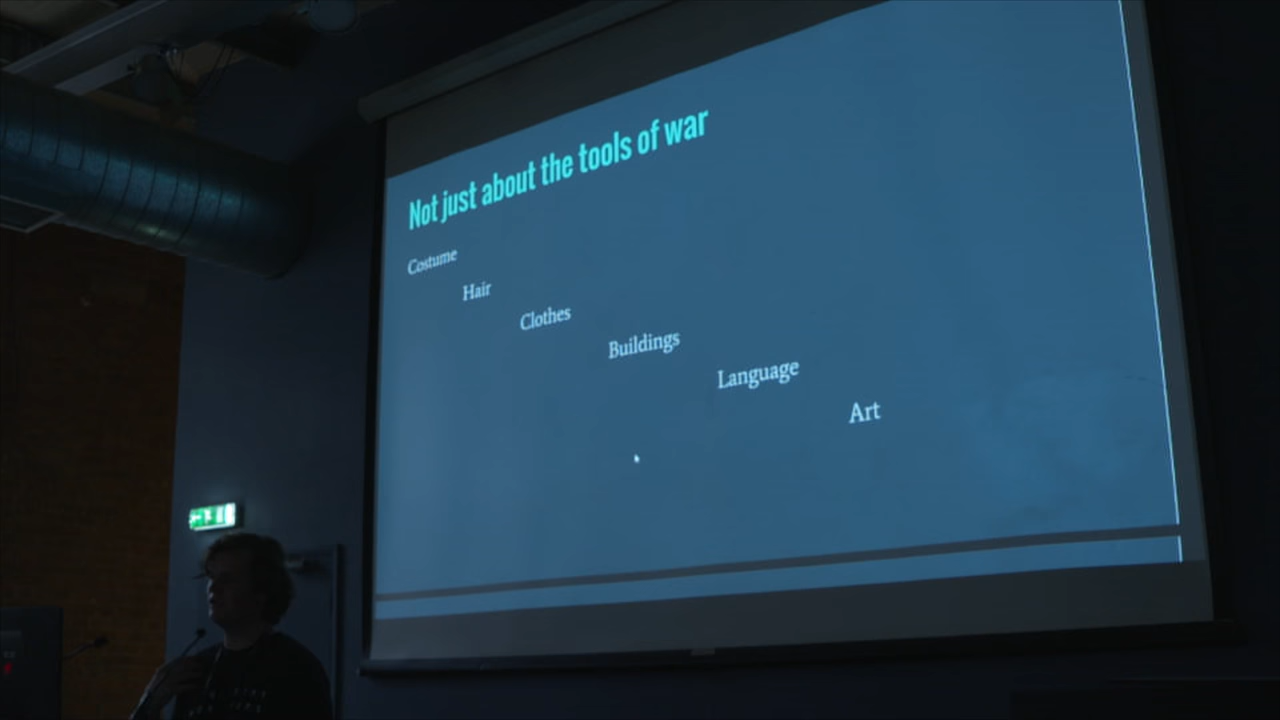 Not just about the tools of war
Costume
Hair
Clothes
Buildings
Language
Art